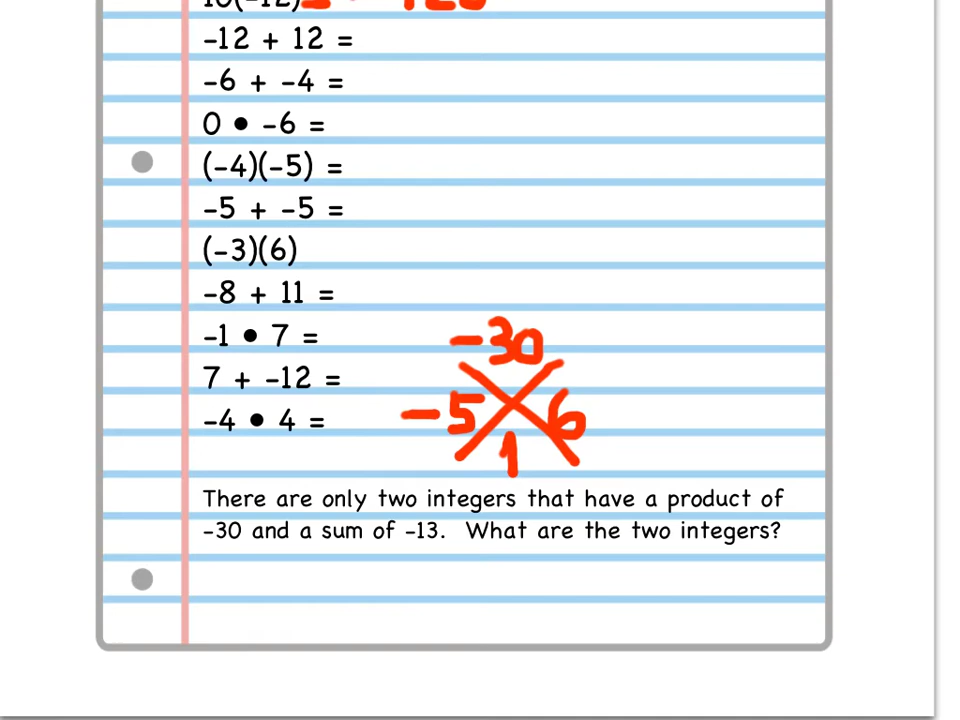 10(-12)
-12 + 12 =
-6 + -4 =
0 • -6 =
(-4)(-5) =
-5 + -5 =
(-3)(6)
-8 + 11 =
-1 • 7 =
-30
7 + -12 =
-4 • 4 =
-5 6
1
There are only two integers that have a product of
-30 and a sum of -13. What are the two integers?